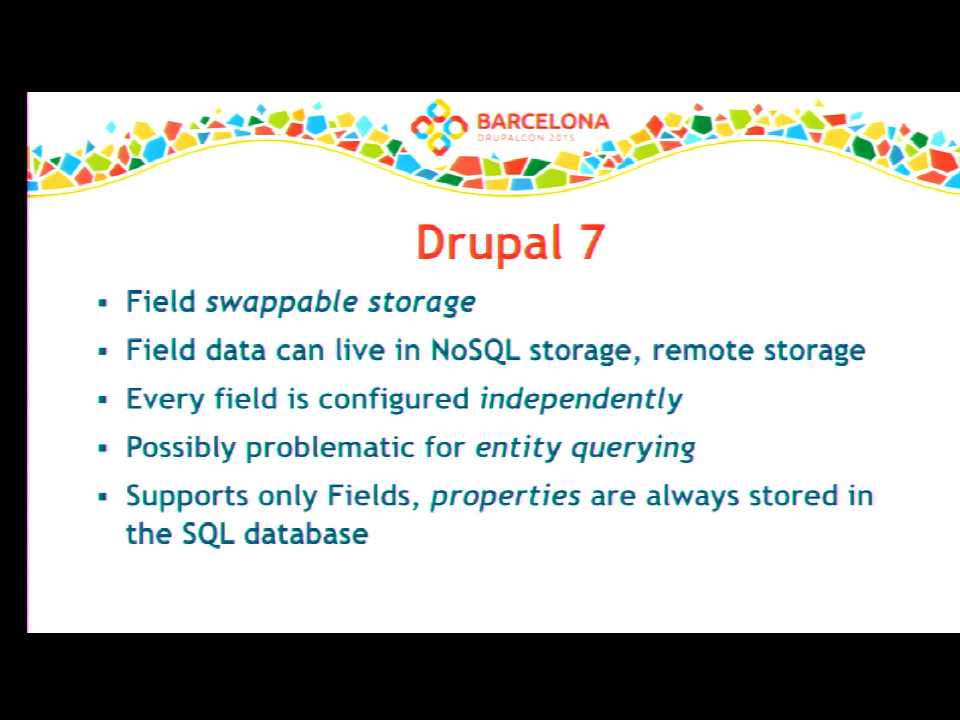 BARCELONA
DRUPALCON 2015
Drupal 7
▪ Field swappable storage
▪ Field data can live in NoSQL storage, remote storage
▪ Every field is configured independently
▪ Possibly problematic for entity querying
▪ Supports only Fields, properties are always stored in
the SQL database